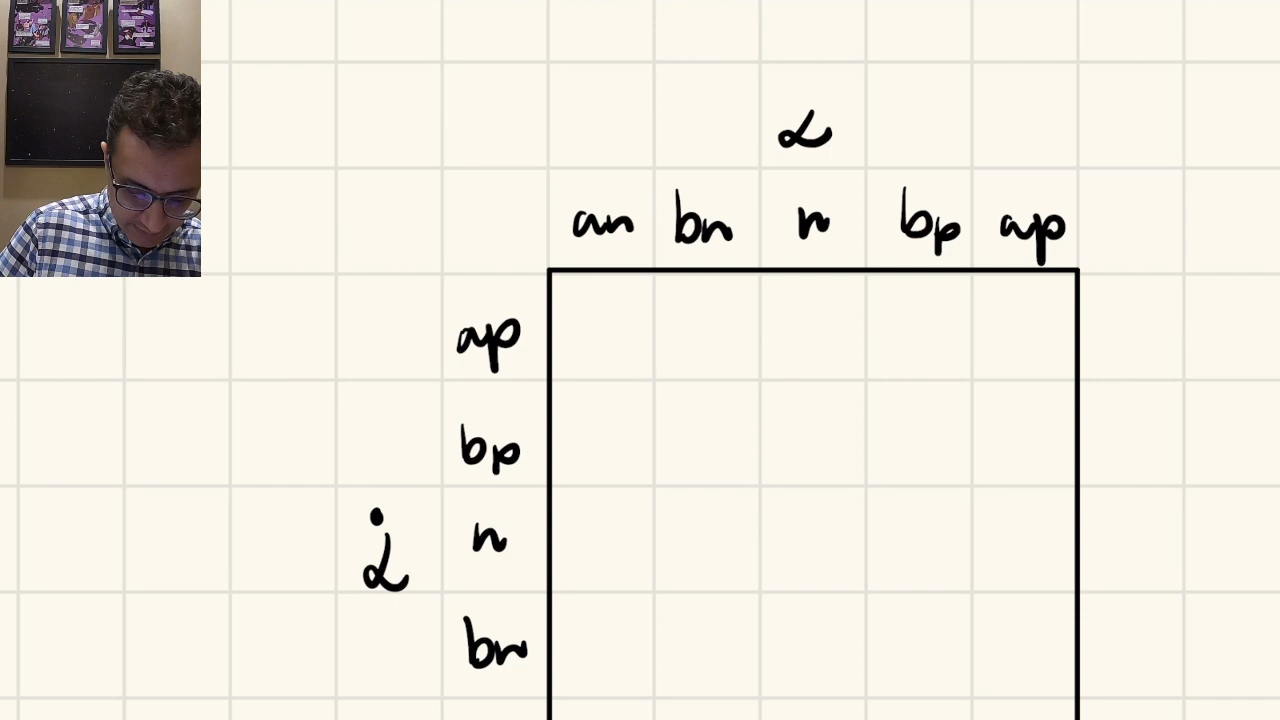 α
an bn n bp ap
ap
bp
n
α̇
bn